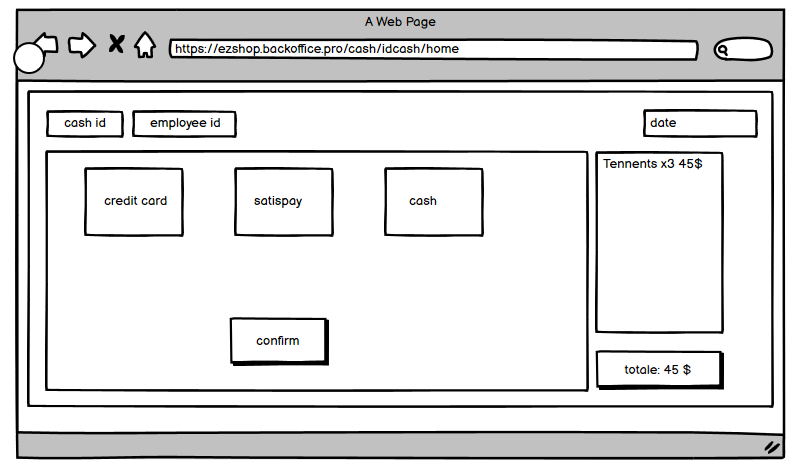 A Web Page
https://ezshop.backoffice.pro/cash/idcash/home
cash id
employee id
date
credit card
satispay
cash
Tennents x3 45$
confirm
totale: 45 $